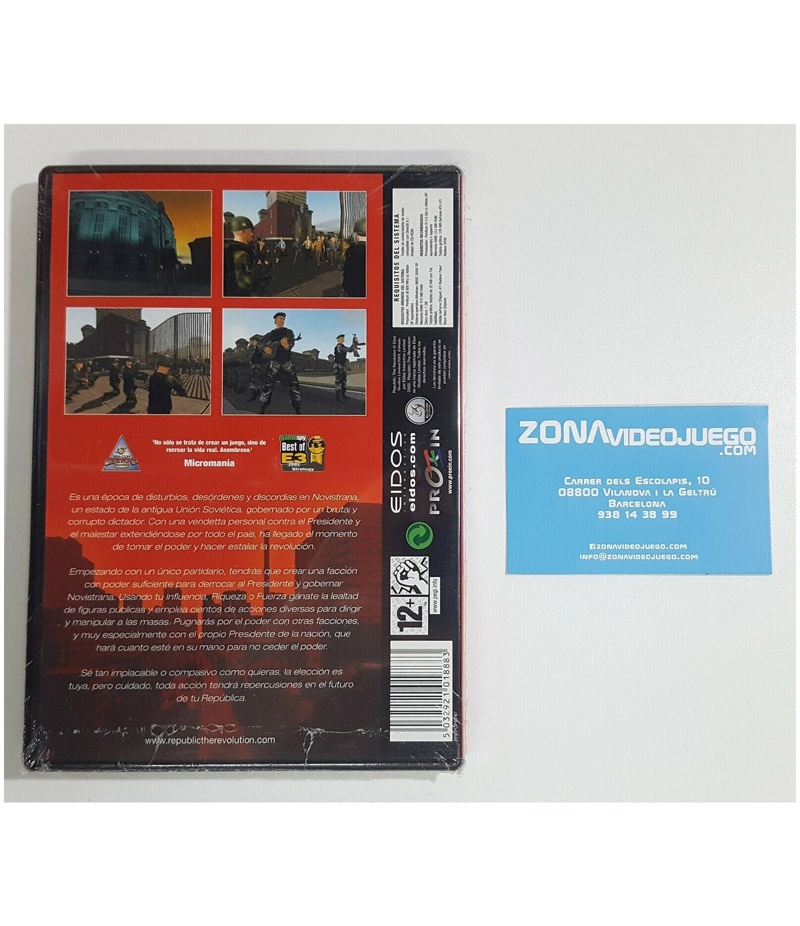 'No sólo se trata de crear un juego, sino de
recrear la vida real. Asombroso.'
Micromanía
gamespy
Best of
E3
2002
Strategy
Es una época de disturbios, desórdenes y discordias en Novistrana,
un estado de la antigua Unión Soviética, gobernado por un brutal y
corrupto dictador. Con una vendetta personal contra el Presidente y
el malestar extendiéndose por todo el país, ha llegado el momento
de tomar el poder y hacer estallar la revolución.
Empezando con un único partidario, tendrás que crear una facción
con poder suficiente para derrocar al Presidente y gobernar
Novistrana. Usando tu Influencia, Riqueza o Fuerza gánate la lealtad
de figuras públicas y emplea cientos de acciones diversas para dirigir
y manipular a las masas. Pugnarás por el poder con otras facciones,
y muy especialmente con el propio Presidente de la nación, que
hará cuanto esté en su mano para no ceder el poder.
Sé tan implacable o compasivo como quieras, la elección es
tuya, pero cuidado, toda acción tendrá repercusiones en el futuro
de tu República.
www.republictherevolution.com
REQUISITOS DEL SISTEMA
EIDOS
eidos.com
PROEIN
www.proein.com
12+
www.pegi.info
5 032921 018883
ZONAVIDEOJUEGO
.COM
CARRER DELS ESCOLAPIS, 10
08800 VILANOVA I LA GELTRÚ
BARCELONA
938 14 38 99
ZONAVIDEOJUEGO.COM
INFO@ZONAVIDEOJUEGO.COM